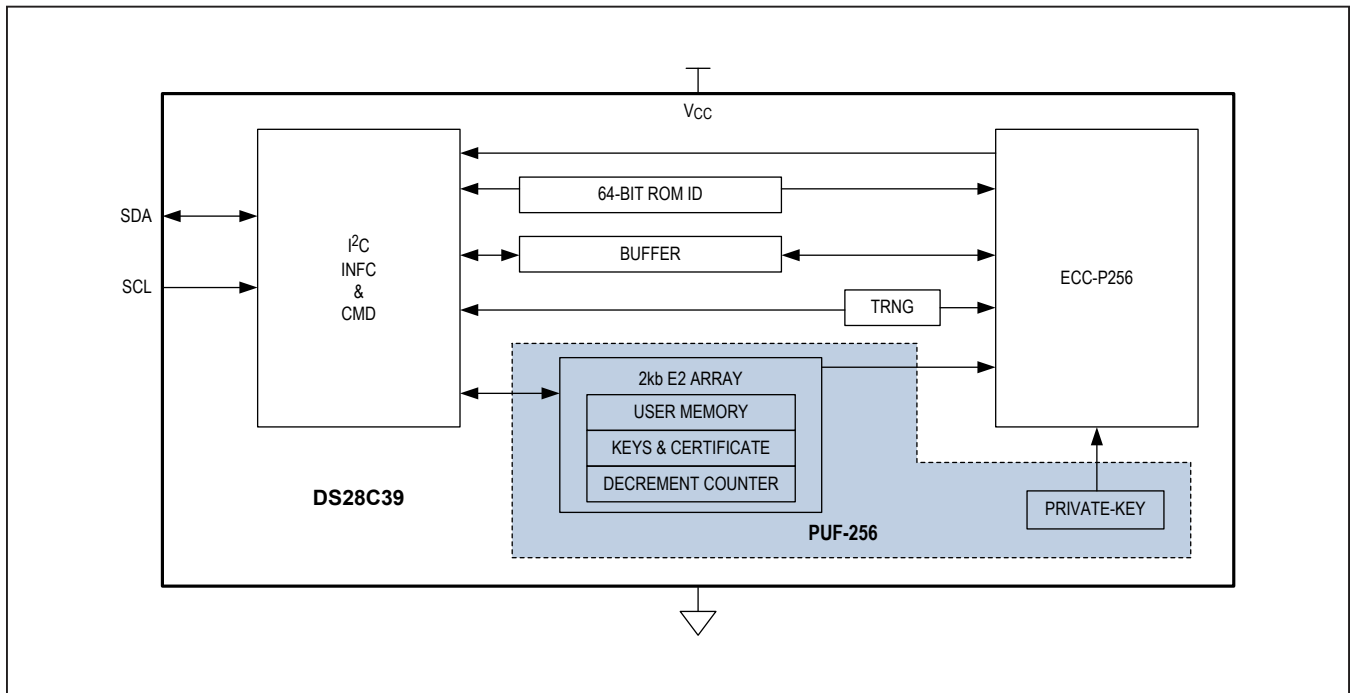 VCC
SDA
SCL
I2C
INFC
&
CMD
64-BIT ROM ID
BUFFER
TRNG
ECC-P256
2kb E2 ARRAY
USER MEMORY
KEYS & CERTIFICATE
DECREMENT COUNTER
DS28C39
PRIVATE-KEY
PUF-256